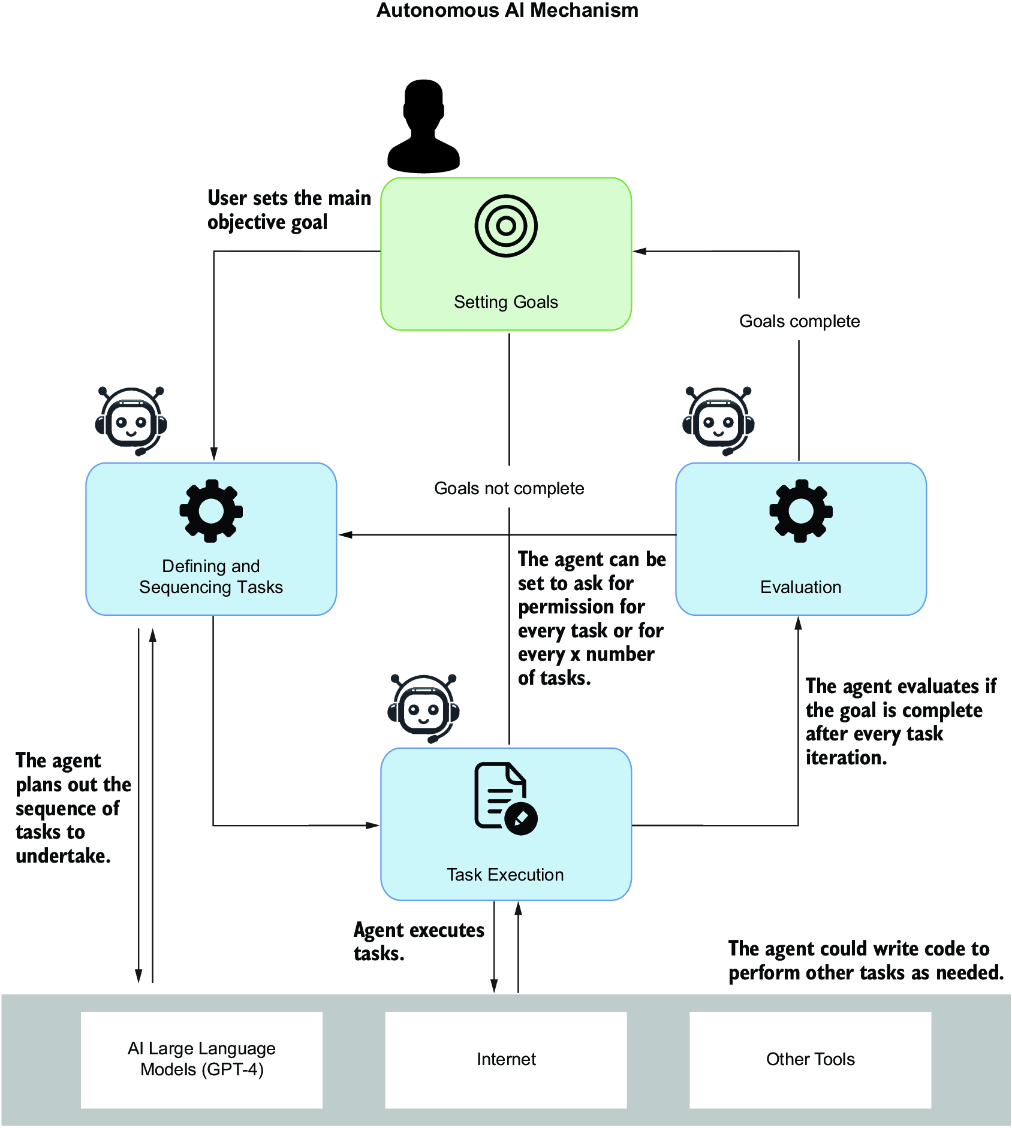 Autonomous AI Mechanism
User sets the main
objective goal
Setting Goals
Goals complete
Goals not complete
Defining and
Sequencing Tasks
The agent can be
set to ask for
permission for
every task or for
every x number
of tasks.
Evaluation
The agent evaluates if
the goal is complete
after every task
iteration.
The agent
plans out the
sequence of
tasks to
undertake.
Task Execution
Agent executes
tasks.
The agent could write code to
perform other tasks as needed.
AI Large Language
Models (GPT-4)
Internet
Other Tools